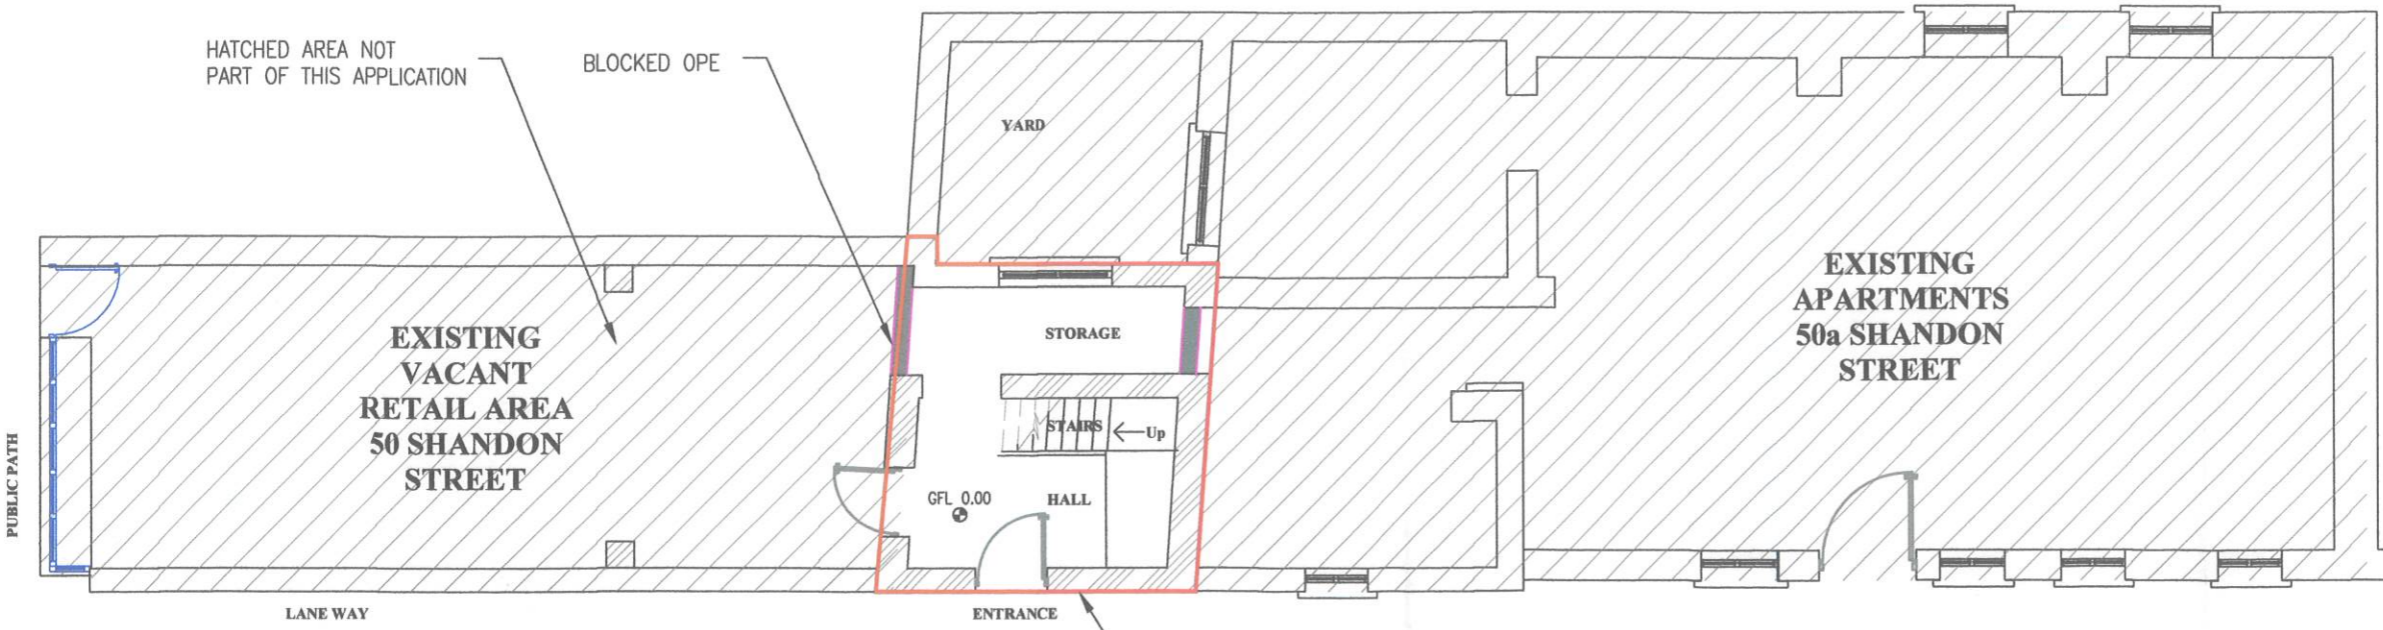 HATCHED AREA NOT
PART OF THIS APPLICATION
BLOCKED OPE
YARD
EXISTING
VACANT
RETAIL AREA
50 SHANDON
STREET
STORAGE
STAIRS
Up
GFL 0.00
HALL
EXISTING
APARTMENTS
50a SHANDON
STREET
PUBLIC PATH
LANE WAY
ENTRANCE